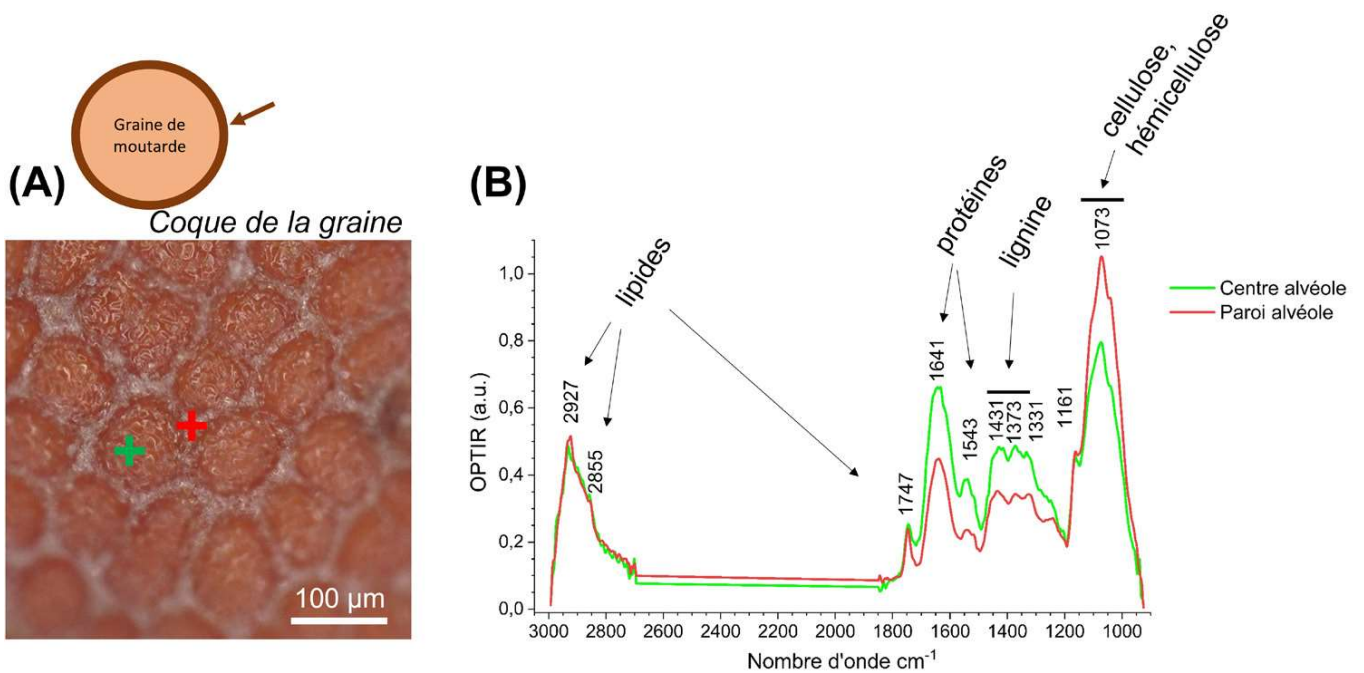 Graine de
moutarde
(A)
Coque de la graine
100 µm
(B)
lipides
protéines
lignine
cellulose,
hémicellulose
2927
2855
1747
1641
1543
1431
1373
1331
1161
1073
Centre alvéole
Paroi alvéole
OPTIR (a.u.)
1,0
0,8
0,6
0,4
0,2
0,0
3000 2800 2600 2400 2200 2000 1800 1600 1400 1200 1000
Nombre d'onde cm⁻¹